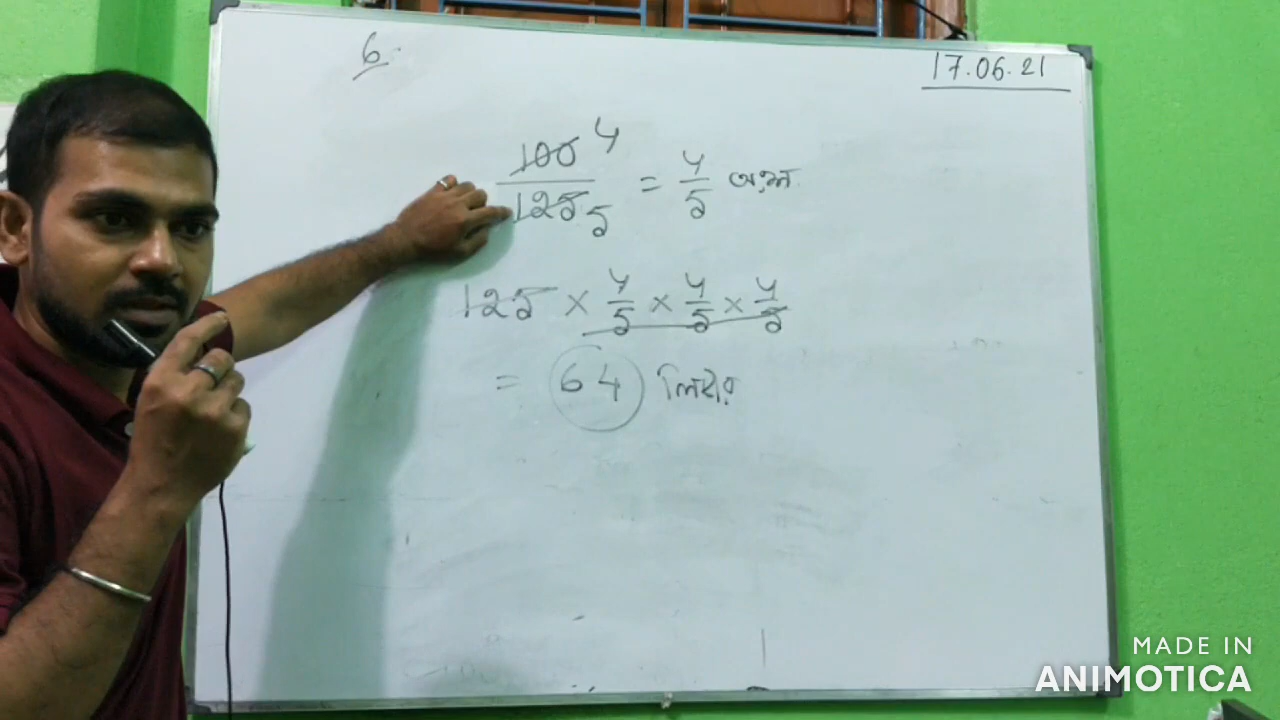 6.
17.06.21
100 4
125 5 = 4/5 অংশ
125 × 4/5 × 4/5 × 4/5
= 64 লিটার
MADE IN
ANIMOTICA